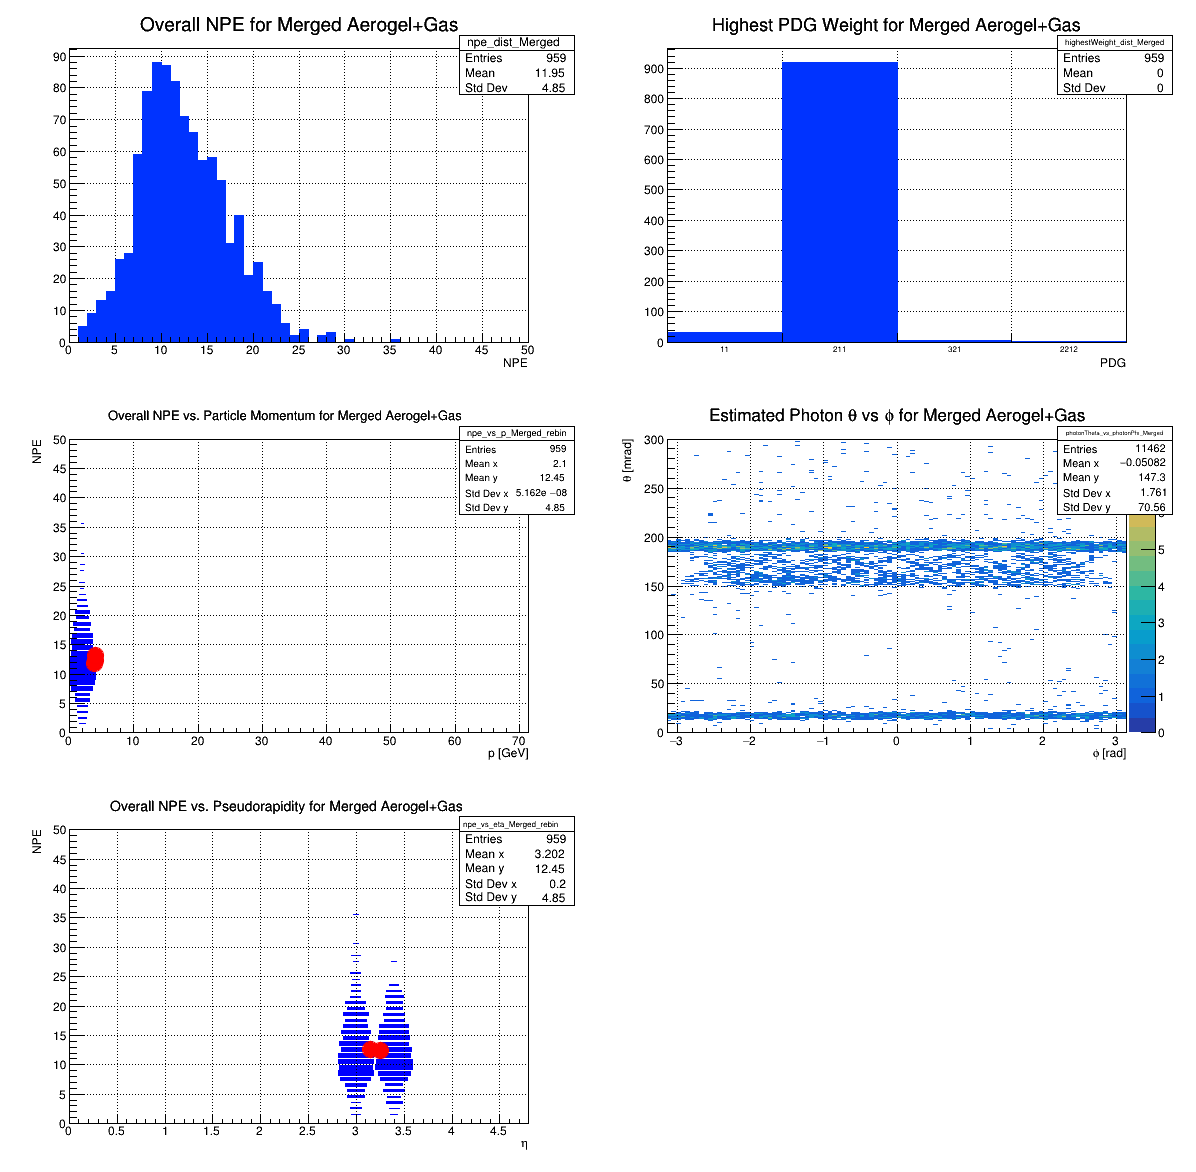 Overall NPE for Merged Aerogel+Gas
npe_dist_Merged
Entries 959
Mean 11.95
Std Dev 4.85
90
80
70
60
50
40
30
20
10
0
0 5 10 15 20 25 30 35 40 45 50
NPE
Highest PDG Weight for Merged Aerogel+Gas
highestWeight_dist_Merged
Entries 959
Mean 0
Std Dev 0
900
800
700
600
500
400
300
200
100
0
11 211 321 2212
PDG
Overall NPE vs. Particle Momentum for Merged Aerogel+Gas
npe_vs_p_Merged_rebin
Entries 959
Mean x 2.1
Mean y 12.45
Std Dev x 5.162e −08
Std Dev y 4.85
NPE
50
45
40
35
30
25
20
15
10
5
0
0 10 20 30 40 50 60 70
p [GeV]
Estimated Photon θ vs ϕ for Merged Aerogel+Gas
photonTheta_vs_photonPhi_Merged
Entries 11462
Mean x −0.05082
Mean y 147.3
Std Dev x 1.761
Std Dev y 70.56
θ [mrad]
300
250
200
150
100
50
0
−3 −2 −1 0 1 2 3
ϕ [rad]
5
4
3
2
1
0
Overall NPE vs. Pseudorapidity for Merged Aerogel+Gas
npe_vs_eta_Merged_rebin
Entries 959
Mean x 3.202
Mean y 12.45
Std Dev x 0.2
Std Dev y 4.85
NPE
50
45
40
35
30
25
20
15
10
5
0
0 0.5 1 1.5 2 2.5 3 3.5 4 4.5
η